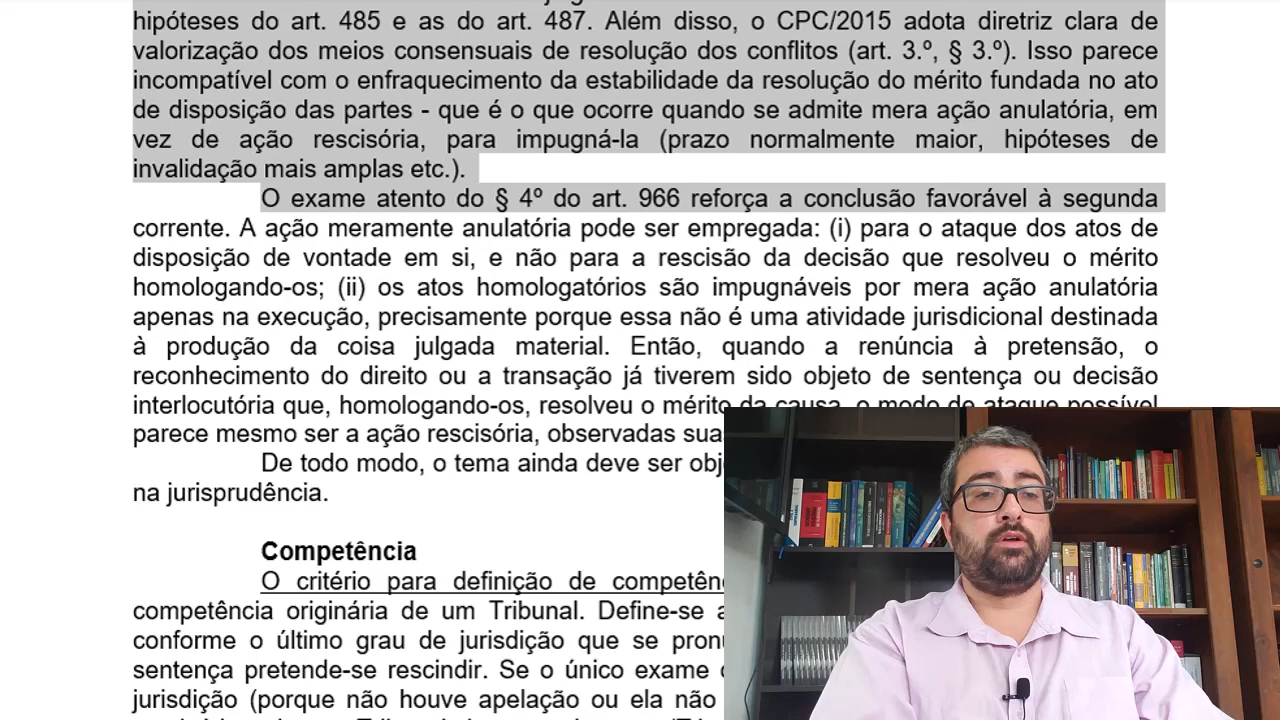 hipóteses do art. 485 e as do art. 487. Além disso, o CPC/2015 adota diretriz clara de
valorização dos meios consensuais de resolução dos conflitos (art. 3.º, § 3.º). Isso parece
incompatível com o enfraquecimento da estabilidade da resolução do mérito fundada no ato
de disposição das partes - que é o que ocorre quando se admite mera ação anulatória, em
vez de ação rescisória, para impugná-la (prazo normalmente maior, hipóteses de
invalidação mais amplas etc.).
O exame atento do § 4º do art. 966 reforça a conclusão favorável à segunda
corrente. A ação meramente anulatória pode ser empregada: (i) para o ataque dos atos de
disposição de vontade em si, e não para a rescisão da decisão que resolveu o mérito
homologando-os; (ii) os atos homologatórios são impugnáveis por mera ação anulatória
apenas na execução, precisamente porque essa não é uma atividade jurisdicional destinada
à produção da coisa julgada material. Então, quando a renúncia à pretensão, o
reconhecimento do direito ou a transação já tiverem sido objeto de sentença ou decisão
interlocutória que, homologando-os, resolveu o mérito da causa, o modo de ataque possível
parece mesmo ser a ação rescisória, observadas
De todo modo, o tema ainda deve ser
na jurisprudência.
Competência
O critério para definição de
competência originária de um Tribunal. Define-se
conforme o último grau de jurisdição que se
sentença pretende-se rescindir. Se o único exame
jurisdição (porque não houve apelação ou ela não